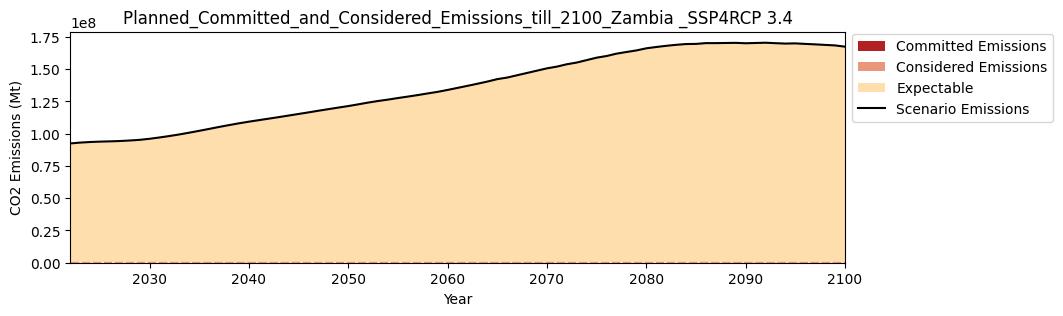 Planned_Committed_and_Considered_Emissions_till_2100_Zambia _SSP4RCP 3.4
1e8
1.75
1.50
1.25
1.00
0.75
0.50
0.25
0.00
CO2 Emissions (Mt)
2030 2040 2050 2060 2070 2080 2090 2100
Year
Committed Emissions
Considered Emissions
Expectable
Scenario Emissions